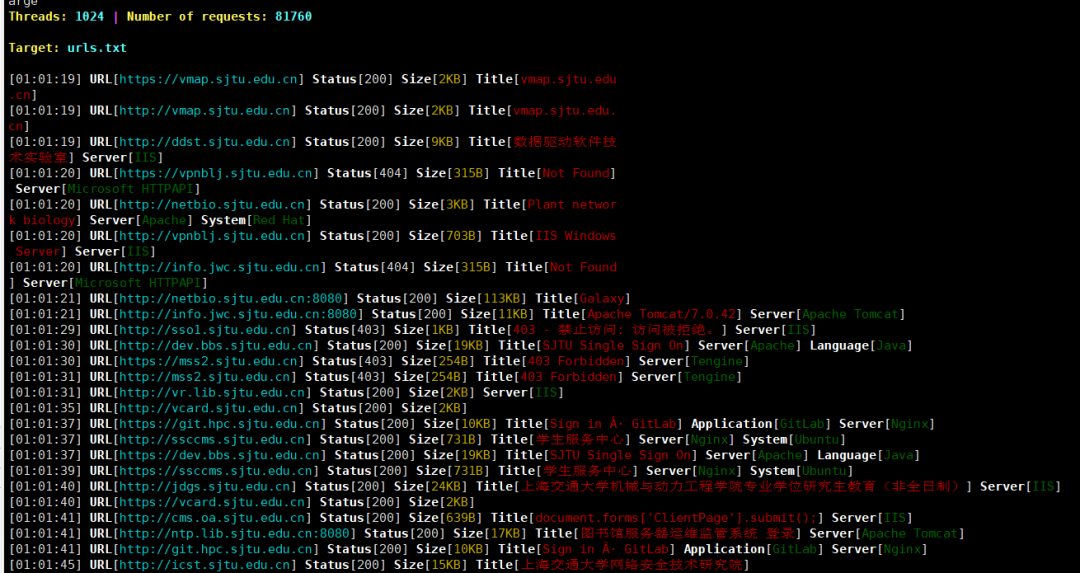 arge
Threads: 1024 | Number of requests: 81760
Target: urls.txt
[01:01:19] URL[https://vmap.sjtu.edu.cn] Status[200] Size[2KB] Title[vmap.sjtu.edu
.cn]
[01:01:19] URL[http://vmap.sjtu.edu.cn] Status[200] Size[2KB] Title[vmap.sjtu.edu.
cn]
[01:01:19] URL[http://ddst.sjtu.edu.cn] Status[200] Size[9KB] Title[数据驱动软件技
术实验室] Server[IIS]
[01:01:20] URL[https://vpnblj.sjtu.edu.cn] Status[404] Size[315B] Title[Not Found]
Server[Microsoft HTTPAPI]
[01:01:20] URL[http://netbio.sjtu.edu.cn] Status[200] Size[3KB] Title[Plant networ
k biology] Server[Apache] System[Red Hat]
[01:01:20] URL[http://vpnblj.sjtu.edu.cn] Status[200] Size[703B] Title[IIS Windows
Server] Server[IIS]
[01:01:20] URL[http://info.jwc.sjtu.edu.cn] Status[404] Size[315B] Title[Not Found
] Server[Microsoft HTTPAPI]
[01:01:21] URL[http://netbio.sjtu.edu.cn:8080] Status[200] Size[113KB] Title[Galaxy]
[01:01:21] URL[http://info.jwc.sjtu.edu.cn:8080] Status[200] Size[11KB] Title[Apache Tomcat/7.0.42] Server[Apache Tomcat]
[01:01:29] URL[http://sso1.sjtu.edu.cn] Status[403] Size[1KB] Title[403 - 禁止访问: 访问被拒绝。] Server[IIS]
[01:01:30] URL[http://dev.bbs.sjtu.edu.cn] Status[200] Size[19KB] Title[SJTU Single Sign On] Server[Apache] Language[Java]
[01:01:30] URL[https://mss2.sjtu.edu.cn] Status[403] Size[254B] Title[403 Forbidden] Server[Tengine]
[01:01:31] URL[http://mss2.sjtu.edu.cn] Status[403] Size[254B] Title[403 Forbidden] Server[Tengine]
[01:01:31] URL[http://vr.lib.sjtu.edu.cn] Status[200] Size[2KB] Server[IIS]
[01:01:35] URL[http://vcard.sjtu.edu.cn] Status[200] Size[2KB]
[01:01:37] URL[https://git.hpc.sjtu.edu.cn] Status[200] Size[10KB] Title[Sign in Â· GitLab] Application[GitLab] Server[Nginx]
[01:01:37] URL[http://ssccms.sjtu.edu.cn] Status[200] Size[731B] Title[学生服务中心] Server[Nginx] System[Ubuntu]
[01:01:37] URL[https://dev.bbs.sjtu.edu.cn] Status[200] Size[19KB] Title[SJTU Single Sign On] Server[Apache] Language[Java]
[01:01:39] URL[https://ssccms.sjtu.edu.cn] Status[200] Size[731B] Title[学生服务中心] Server[Nginx] System[Ubuntu]
[01:01:40] URL[http://jdgs.sjtu.edu.cn] Status[200] Size[24KB] Title[上海交通大学机械与动力工程学院专业学位研究生教育（非全日制）] Server[IIS]
[01:01:40] URL[https://vcard.sjtu.edu.cn] Status[200] Size[2KB]
[01:01:41] URL[http://cms.oa.sjtu.edu.cn] Status[200] Size[639B] Title[document.forms['ClientPage'].submit();] Server[IIS]
[01:01:41] URL[http://ntp.lib.sjtu.edu.cn:8080] Status[200] Size[17KB] Title[图书馆服务器运维监管系统 登录] Server[Apache Tomcat]
[01:01:41] URL[http://git.hpc.sjtu.edu.cn] Status[200] Size[10KB] Title[Sign in Â· GitLab] Application[GitLab] Server[Nginx]
[01:01:45] URL[http://icst.sjtu.edu.cn] Status[200] Size[15KB] Title[上海交通大学网络安全技术研究院]